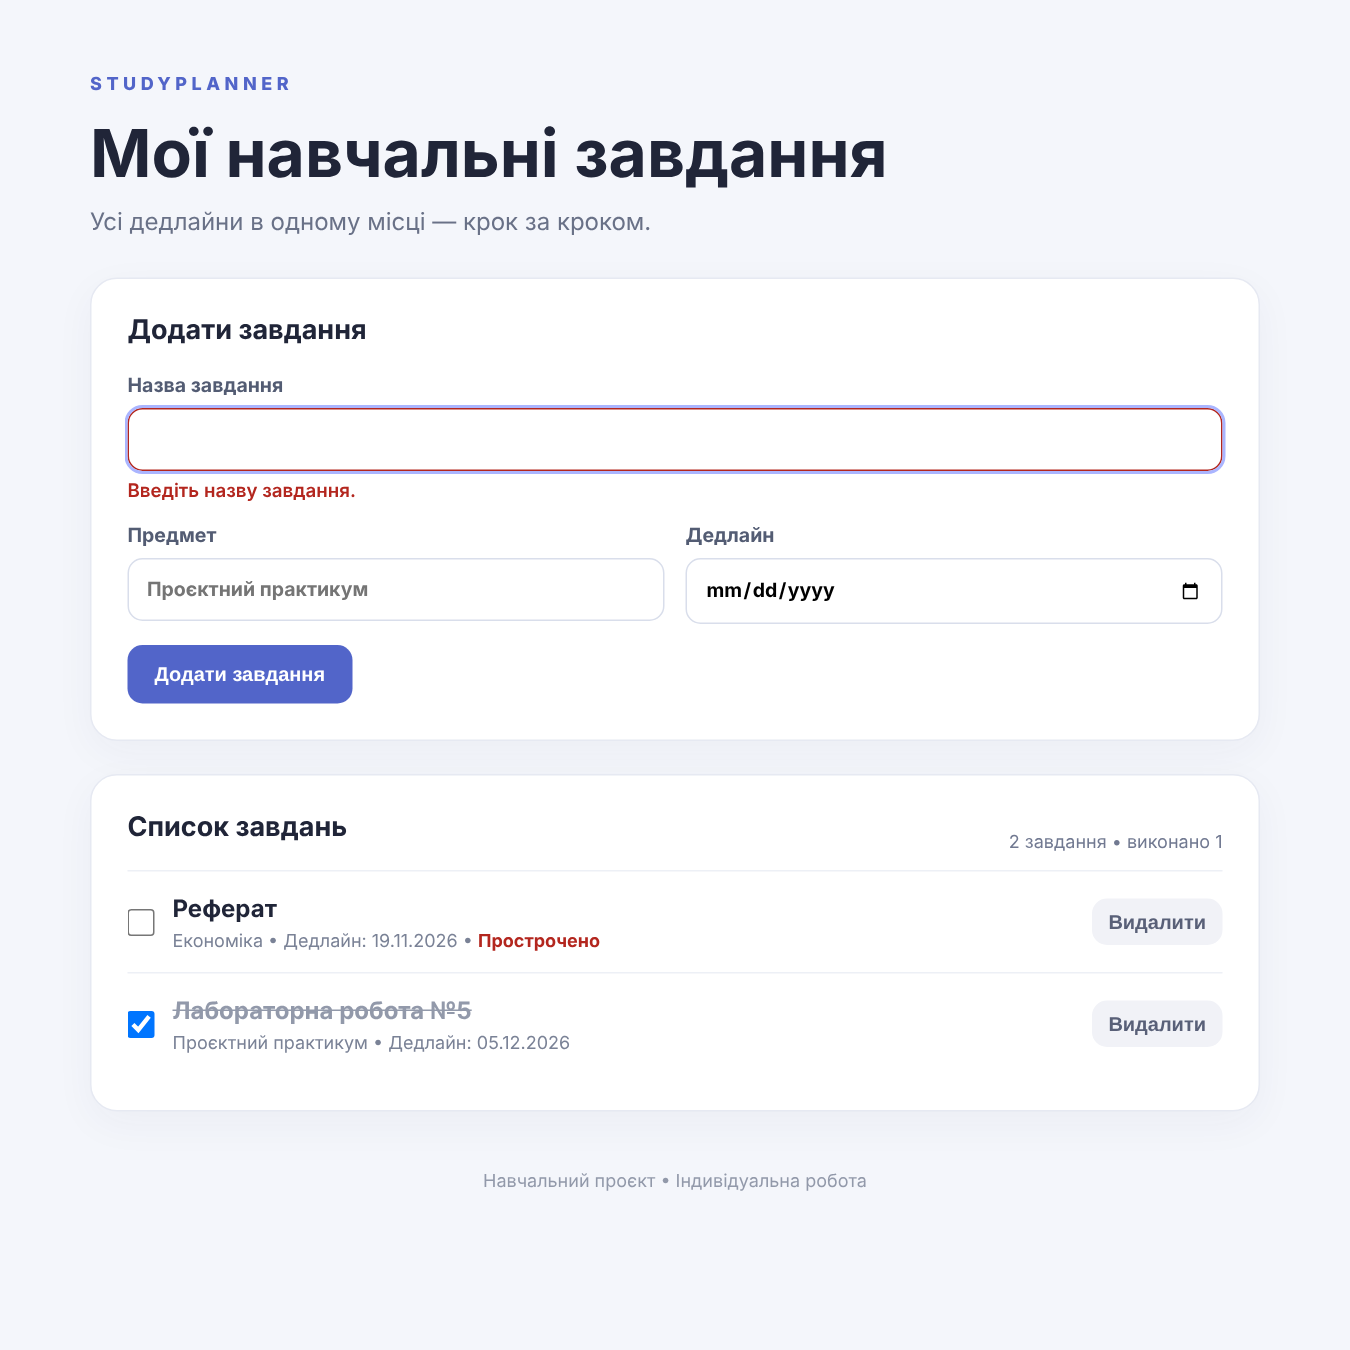 STUDYPLANNER
Мої навчальні завдання
Усі дедлайни в одному місці — крок за кроком.
Додати завдання
Назва завдання
Введіть назву завдання.
Предмет
Дедлайн
Проєктний практикум
mm/dd/yyyy
Додати завдання
Список завдань
2 завдання • виконано 1
Реферат
Економіка • Дедлайн: 19.11.2026 • Прострочено
Видалити
Лабораторна робота №5
Проєктний практикум • Дедлайн: 05.12.2026
Видалити
Навчальний проєкт • Індивідуальна робота